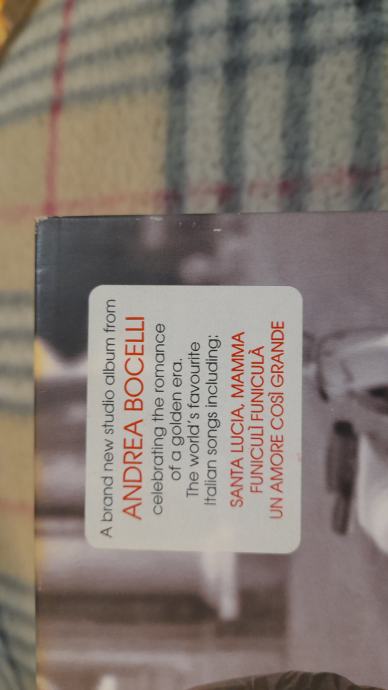 A brand new studio album from
ANDREA BOCELLI
celebrating the romance
of a golden era.
The world's favourite
Italian songs including:
SANTA LUCIA, MAMMA
FUNICULÌ FUNICULÀ
UN AMORE COSÌ GRANDE